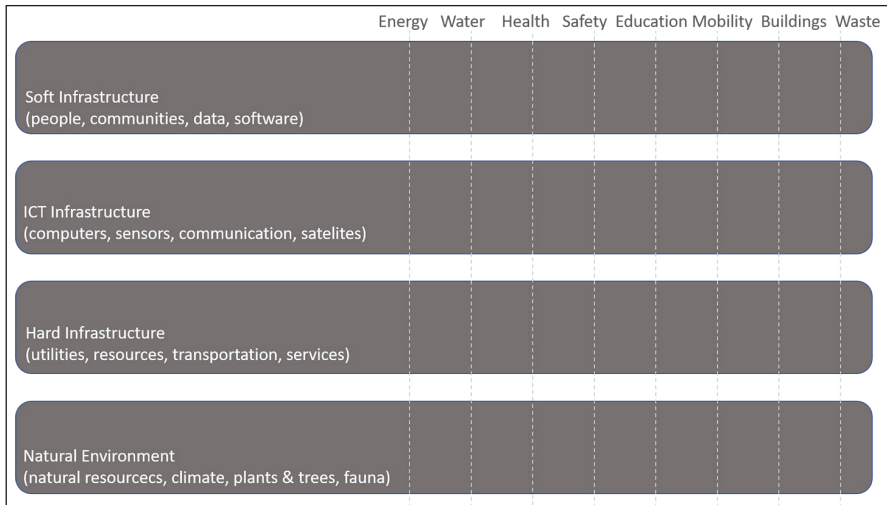 Energy Water Health Safety Education Mobility Buildings Waste
Soft Infrastructure
(people, communities, data, software)
ICT Infrastructure
(computers, sensors, communication, satelites)
Hard Infrastructure
(utilities, resources, transportation, services)
Natural Environment
(natural resourcecs, climate, plants & trees, fauna)